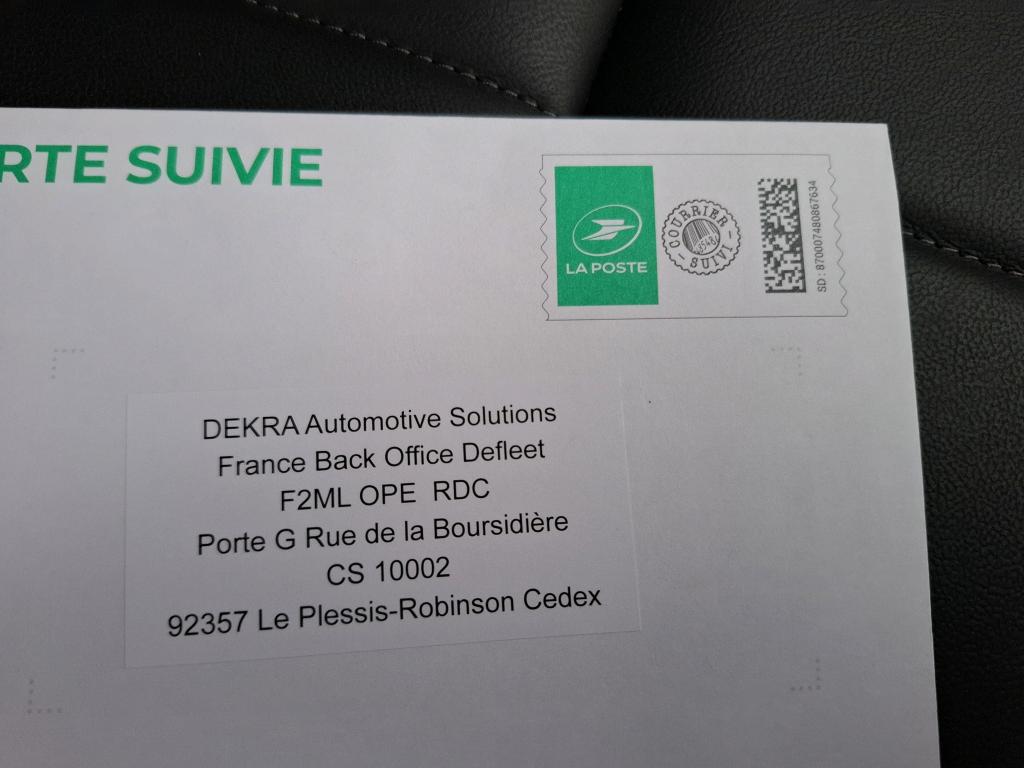 RTE SUIVIE
LA POSTE
COURRIER
SUIVI
SD : 870007480867634
DEKRA Automotive Solutions
France Back Office Defleet
F2ML OPE RDC
Porte G Rue de la Boursidière
CS 10002
92357 Le Plessis-Robinson Cedex